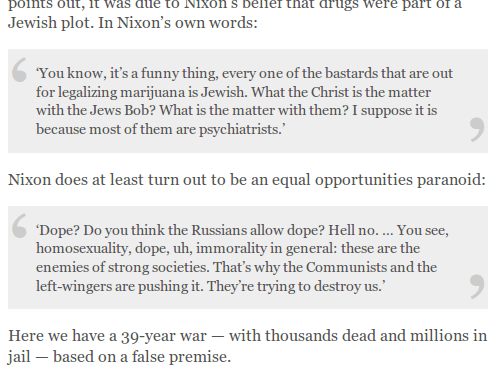 points out, it was due to Nixon's belief that drugs were part of a
Jewish plot. In Nixon's own words:
‘You know, it's a funny thing, every one of the bastards that are out
for legalizing marijuana is Jewish. What the Christ is the matter
with the Jews Bob? What is the matter with them? I suppose it is
because most of them are psychiatrists.’
Nixon does at least turn out to be an equal opportunities paranoid:
‘Dope? Do you think the Russians allow dope? Hell no. ... You see,
homosexuality, dope, uh, immorality in general: these are the
enemies of strong societies. That's why the Communists and the
left-wingers are pushing it. They're trying to destroy us.’
Here we have a 39-year war — with thousands dead and millions in
jail — based on a false premise.